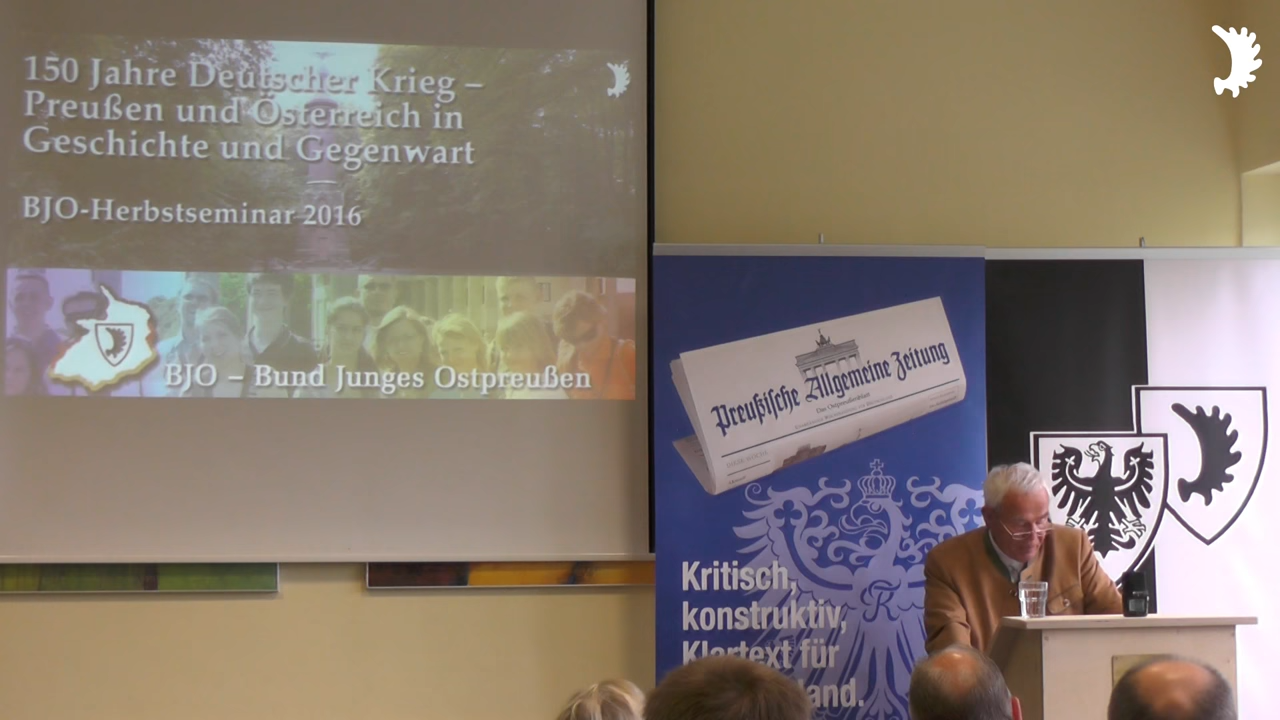 150 Jahre Deutscher Krieg –
Preußen und Österreich in
Geschichte und Gegenwart
BJO-Herbstseminar 2016
BJO – Bund Junges Ostpreußen
Preußische Allgemeine Zeitung
Das Ostpreußenblatt
Kritisch,
konstruktiv,
Klartext für
land.